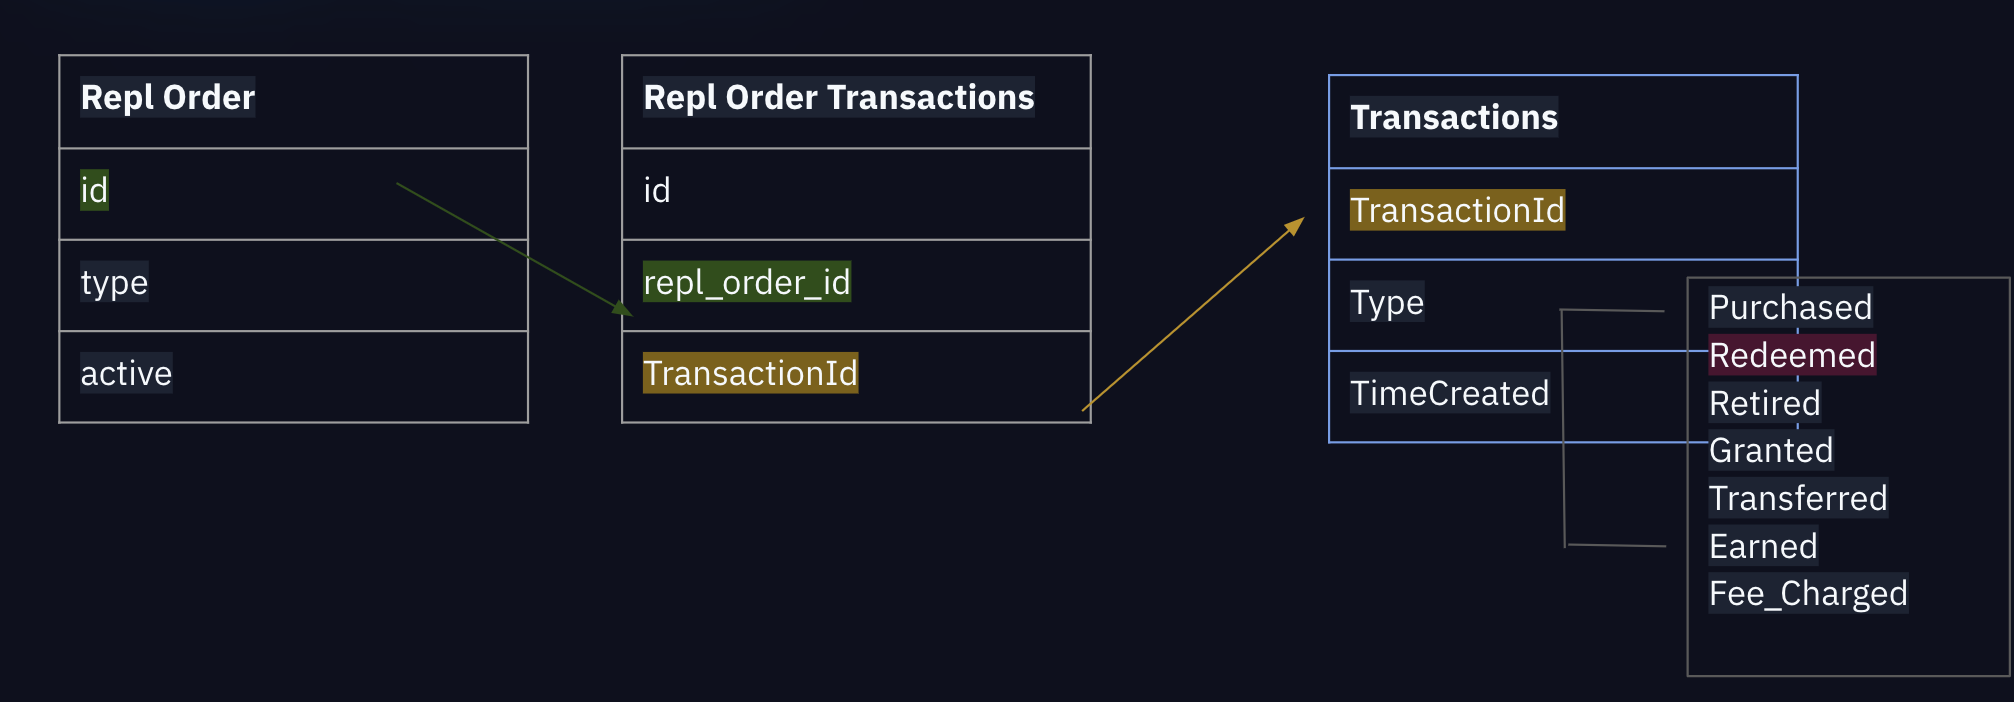 Repl Order
id
type
active
Repl Order Transactions
id
repl_order_id
TransactionId
Transactions
TransactionId
Type
TimeCreated
Purchased
Redeemed
Retired
Granted
Transferred
Earned
Fee_Charged